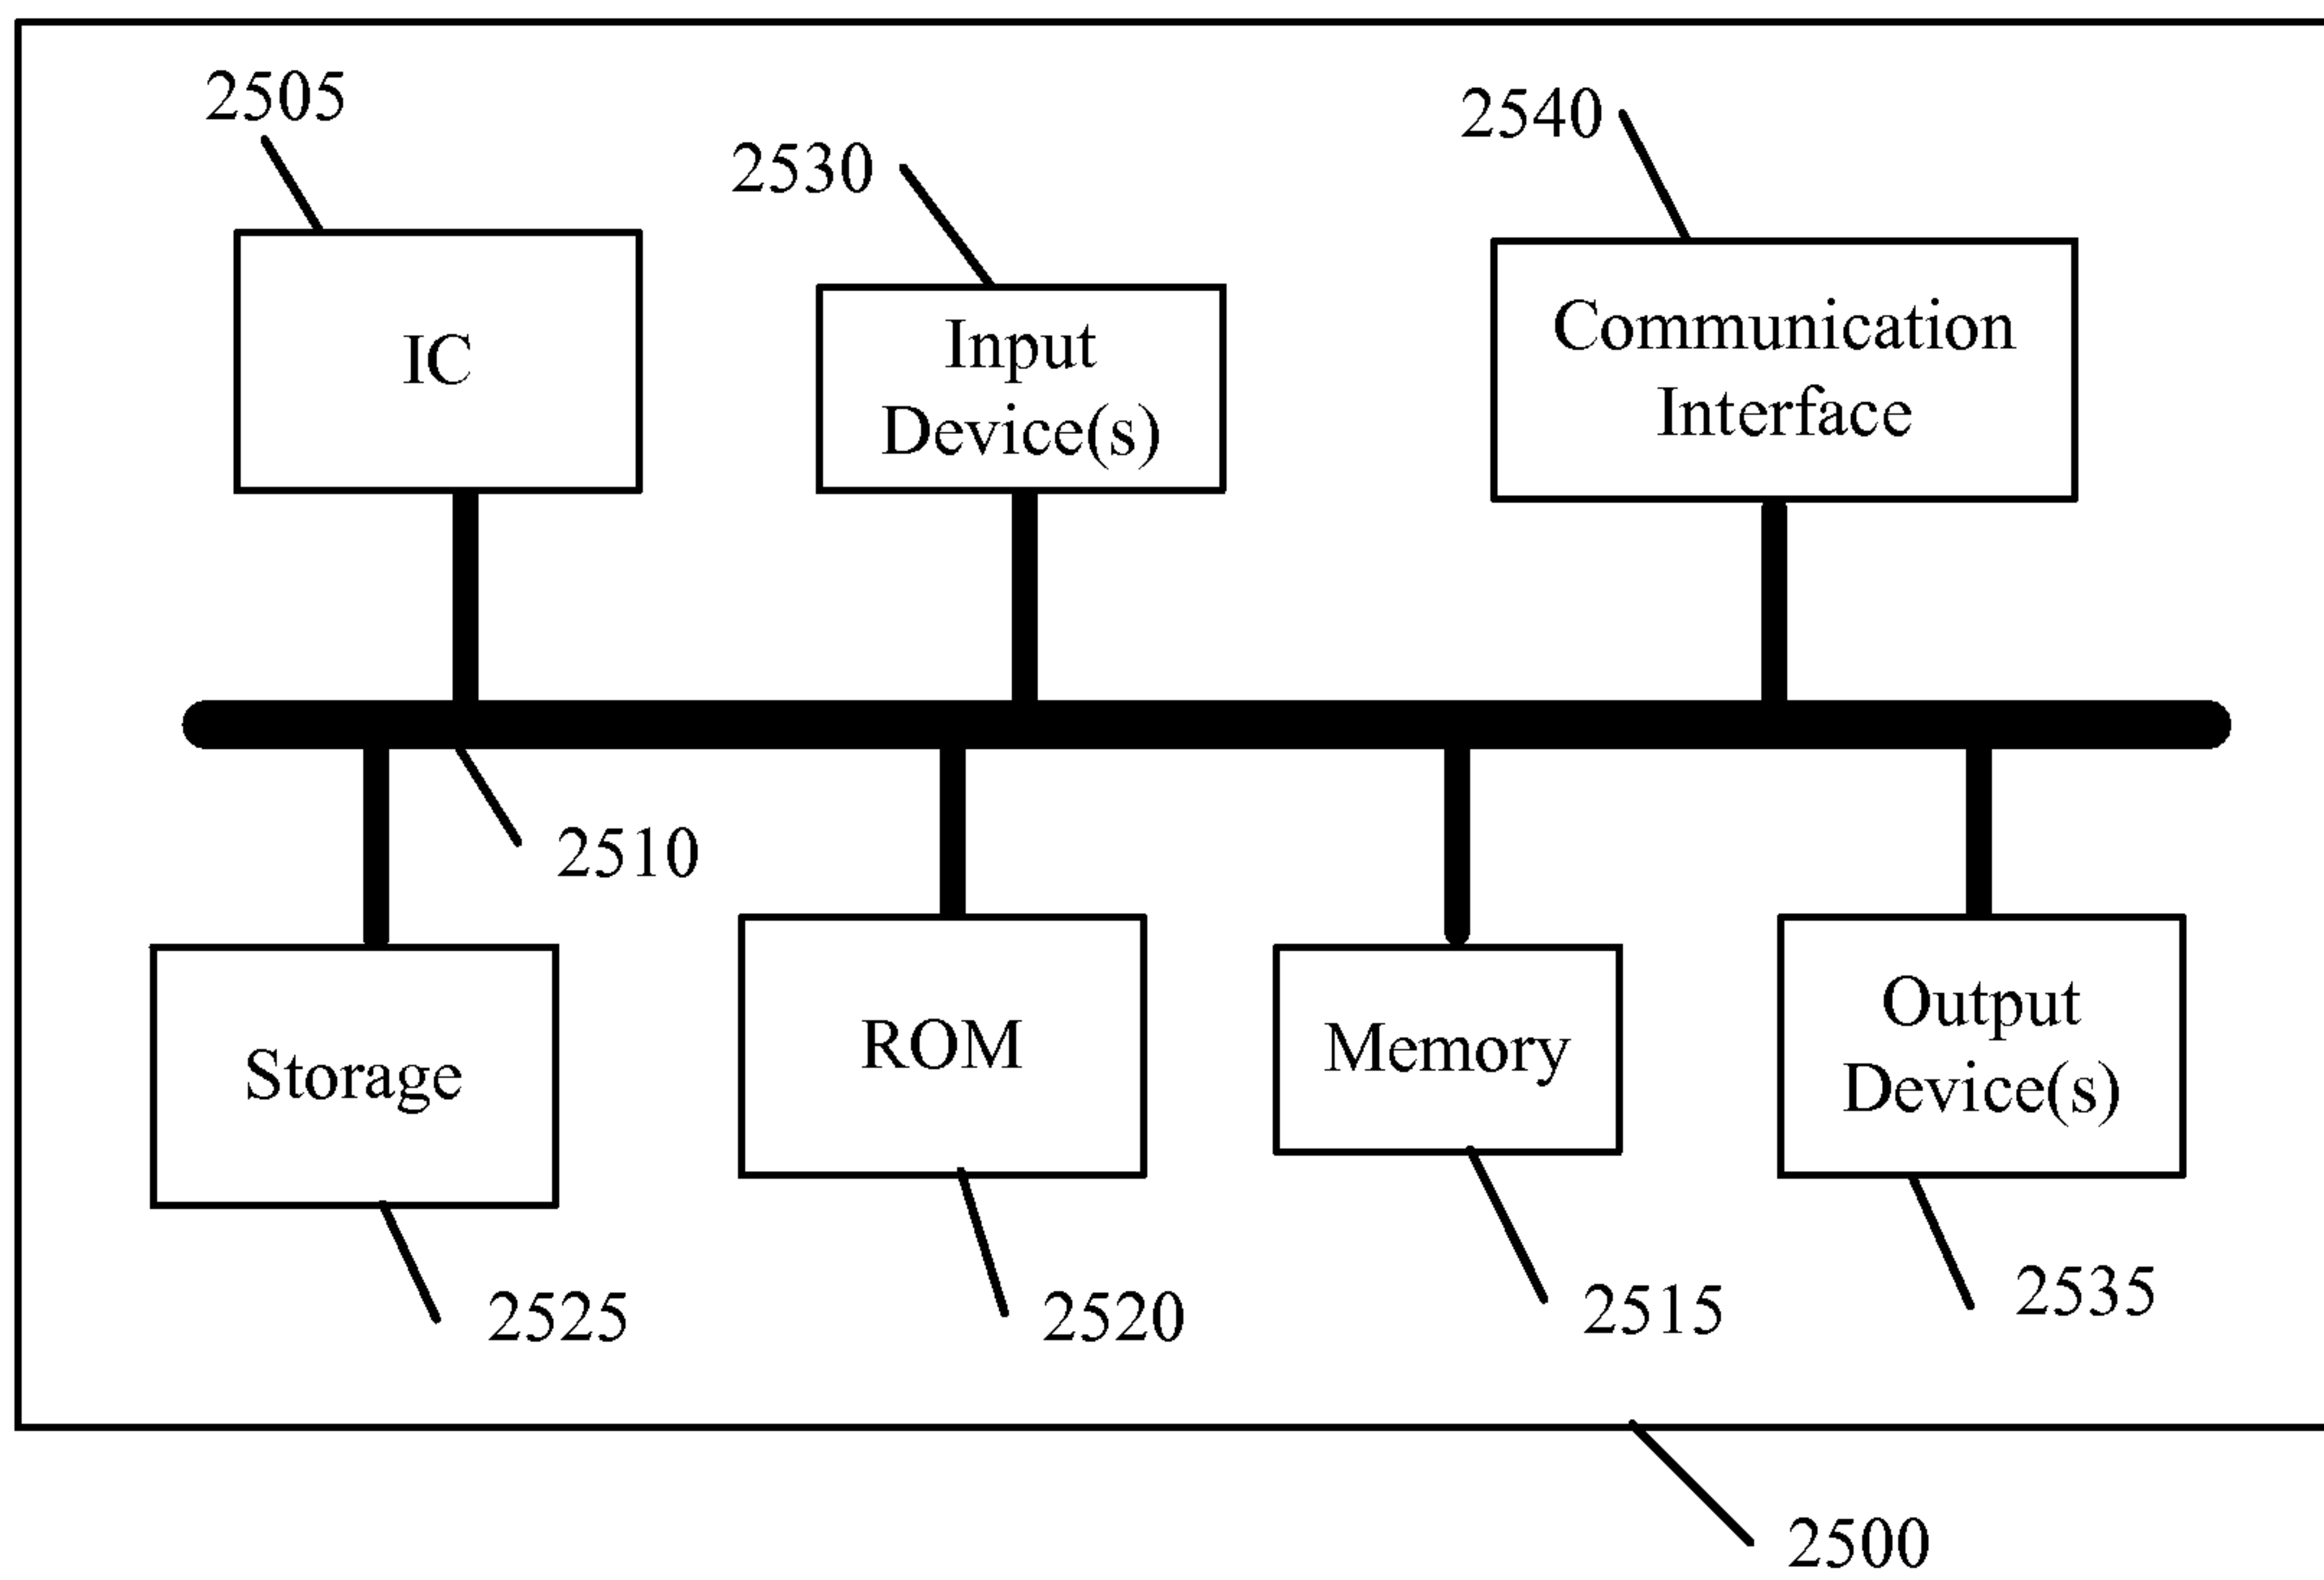 2505
2530
2540
IC
Input
Device(s)
Communication
Interface
2510
Storage
ROM
Memory
Output
Device(s)
2525
2520
2515
2535
2500